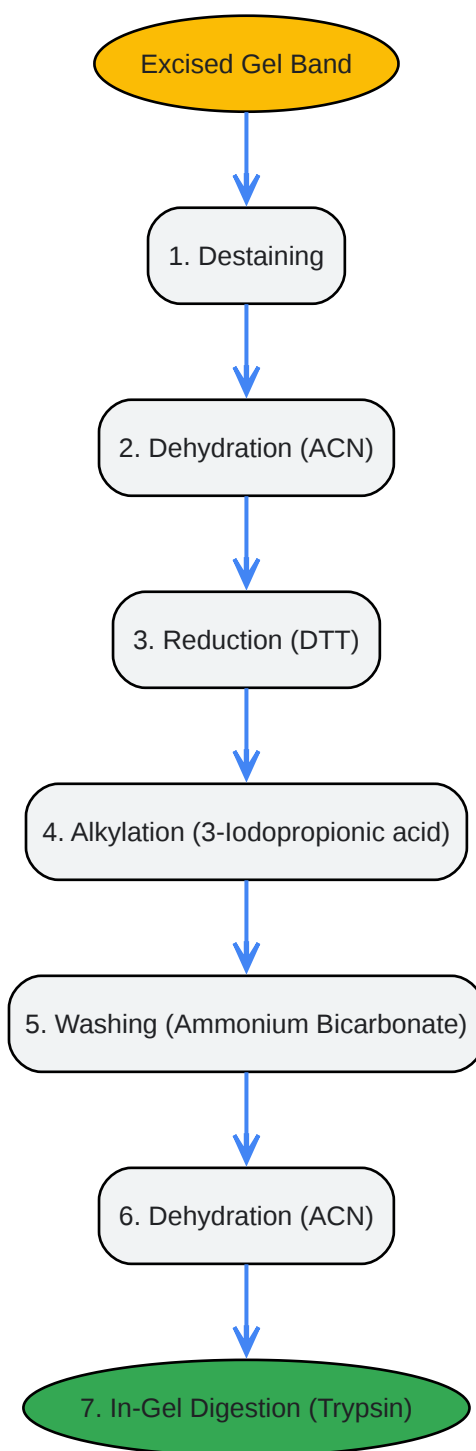 Excised Gel Band
1. Destaining
2. Dehydration (ACN)
3. Reduction (DTT)
4. Alkylation (3-Iodopropionic acid)
5. Washing (Ammonium Bicarbonate)
6. Dehydration (ACN)
7. In-Gel Digestion (Trypsin)